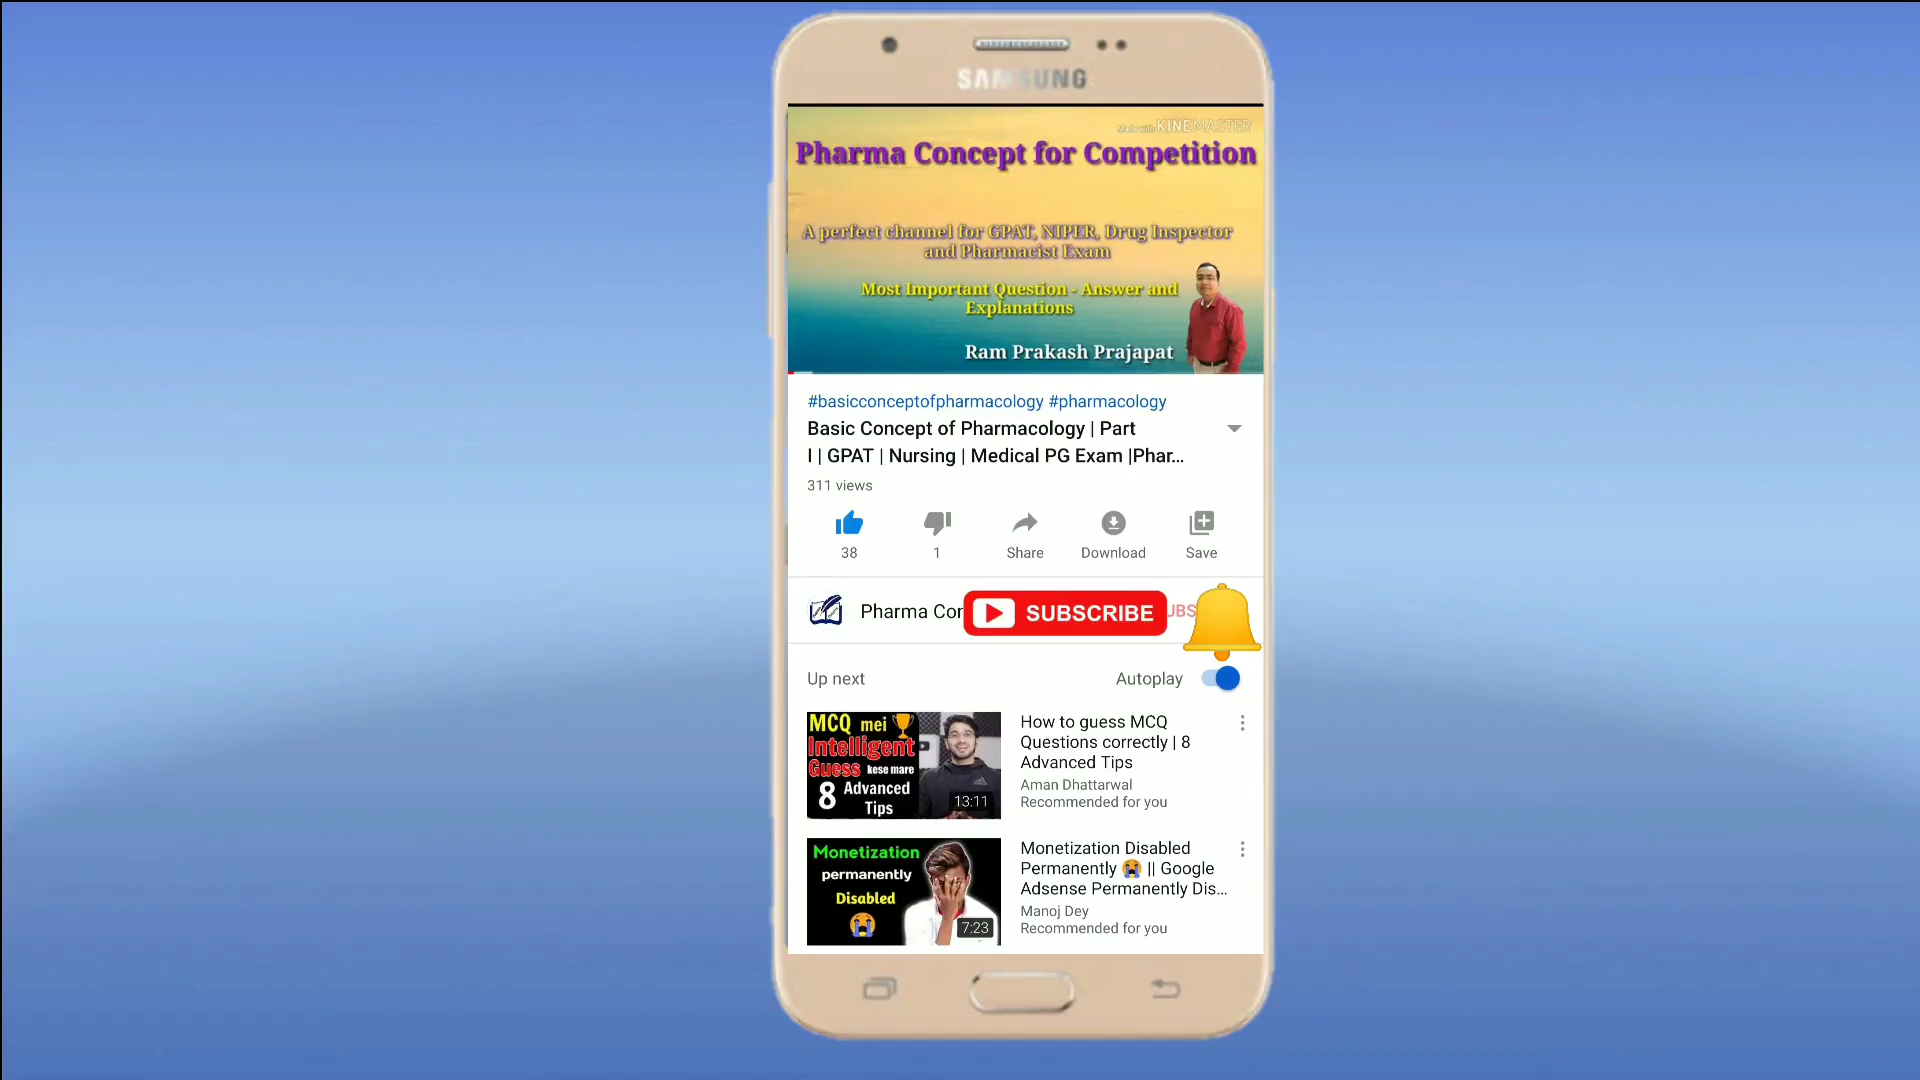 SAMSUNG
Made with KINEMASTER
Pharma Concept for Competition
A perfect channel for GPAT, NIPER, Drug Inspector
and Pharmacist Exam
Most Important Question - Answer and
Explanations
Ram Prakash Prajapat
#basicconceptofpharmacology #pharmacology
Basic Concept of Pharmacology | Part
I | GPAT | Nursing | Medical PG Exam |Phar...
311 views
38
1
Share
Download
Save
Pharma Con
SUBSCRIBE
UBS
Up next
Autoplay
MCQ mei
Intelligent
Guess kese mare
8 Advanced
Tips
13:11
How to guess MCQ
Questions correctly | 8
Advanced Tips
Aman Dhattarwal
Recommended for you
Monetization
permanently
Disabled
😭
7:23
Monetization Disabled
Permanently 😭 || Google
Adsense Permanently Dis...
Manoj Dey
Recommended for you